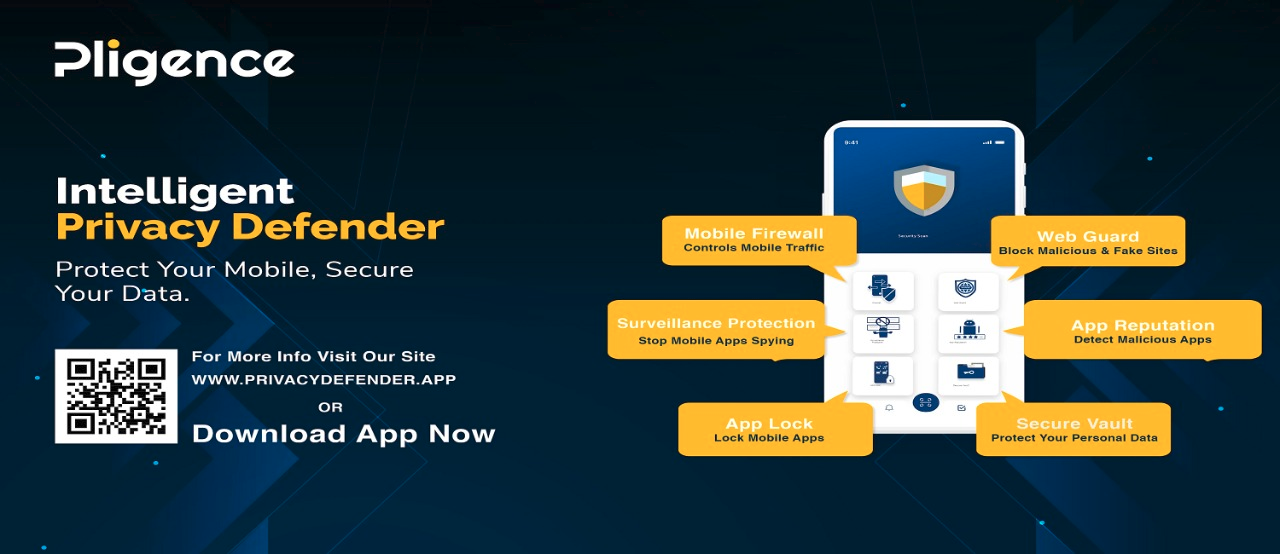 Pligence
Intelligent
Privacy Defender
Protect Your Mobile, Secure
Your Data.
For More Info Visit Our Site
WWW.PRIVACYDEFENDER.APP
OR
Download App Now
9:41
Security Scan
Mobile Firewall
Controls Mobile Traffic
Web Guard
Block Malicious & Fake Sites
Surveillance Protection
Stop Mobile Apps Spying
App Reputation
Detect Malicious Apps
App Lock
Lock Mobile Apps
Secure Vault
Protect Your Personal Data